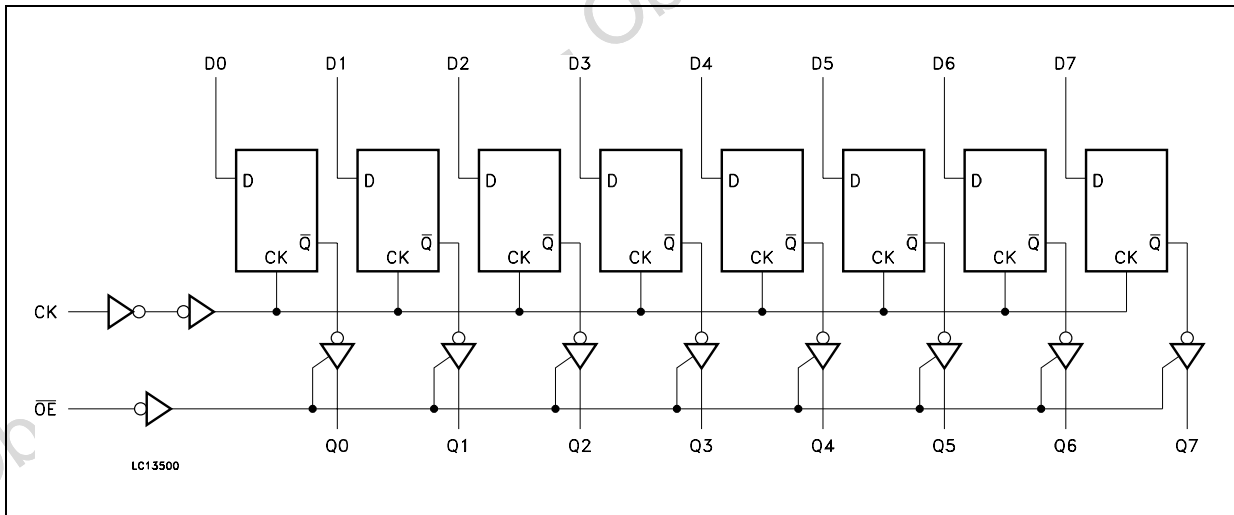 Ob
D0 D1 D2 D3 D4 D5 D6 D7
D D D D D D D D
Q̅ Q̅ Q̅ Q̅ Q̅ Q̅ Q̅ Q̅
CK CK CK CK CK CK CK CK
CK
O̅E̅
Q0 Q1 Q2 Q3 Q4 Q5 Q6 Q7
LC13500